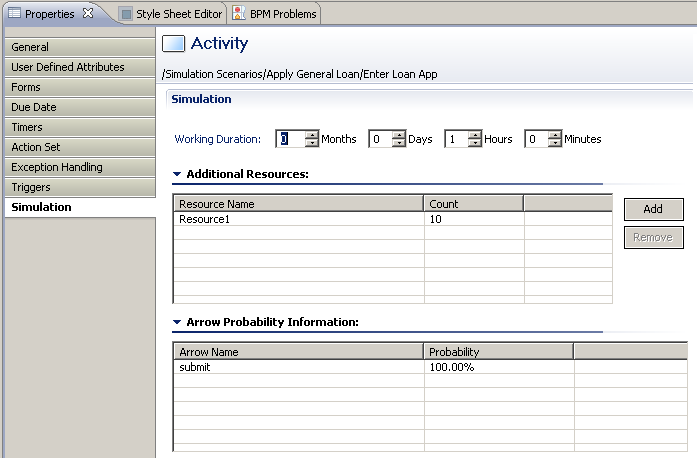 Properties Style Sheet Editor BPM Problems
General
User Defined Attributes
Forms
Due Date
Timers
Action Set
Exception Handling
Triggers
Simulation
Activity
/Simulation Scenarios/Apply General Loan/Enter Loan App
Simulation
Working Duration: 0 Months 0 Days 1 Hours 0 Minutes
Additional Resources:
Resource Name Count
Resource1 10
Add
Remove
Arrow Probability Information:
Arrow Name Probability
submit 100.00%